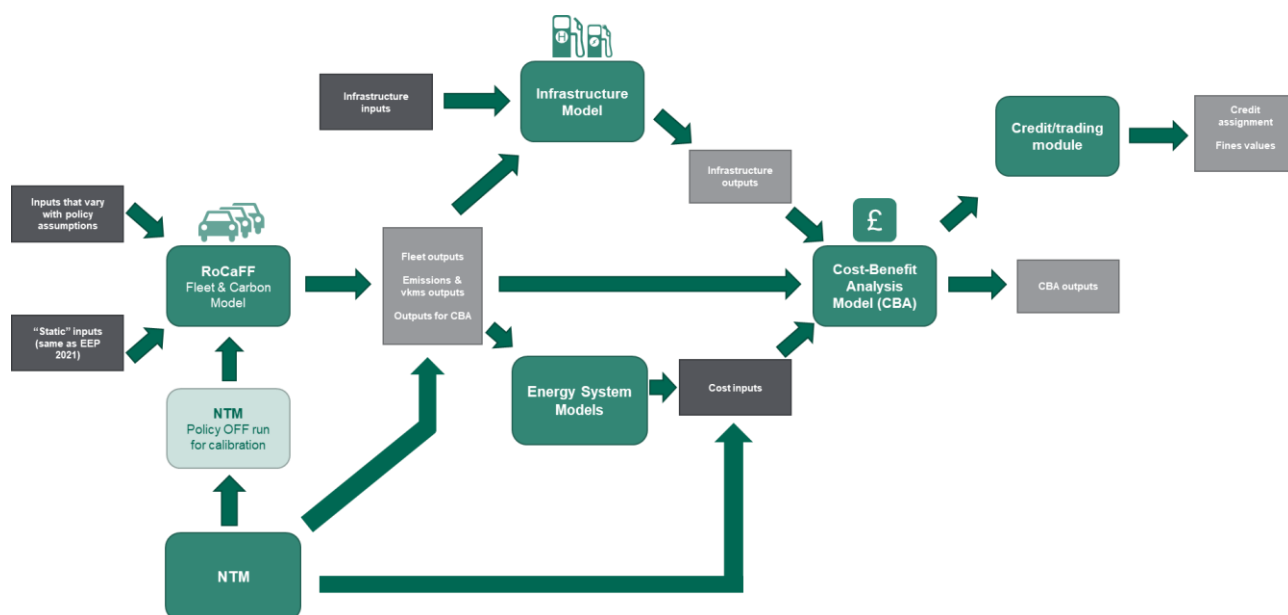 Infrastructure
inputs
H
Infrastructure
Model
Credit/trading
module
Credit
assignment
Fines values
Infrastructure
outputs
Inputs that vary
with policy
assumptions
RoCaFF
Fleet & Carbon
Model
Fleet outputs
Emissions &
vkms outputs
Outputs for CBA
£
Cost-Benefit
Analysis
Model (CBA)
CBA outputs
“Static” inputs
(same as EEP
2021)
Energy System
Models
Cost inputs
NTM
Policy OFF run
for calibration
NTM